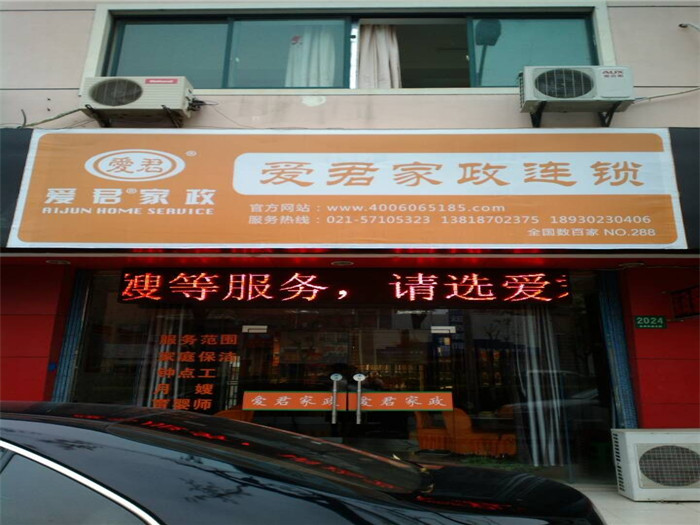 爱君®
爱君®家政
AIJUN HOME SERVICE
爱君家政连锁
官方网站：www.4006065185.com
服务热线：021-57105323 13818702375 18930230406
全国数百家 NO.288
嫂等服务，请选爱
服务范围
家庭保洁
钟点工
月嫂
育婴师
爱君家政 爱君家政
2024
AUX